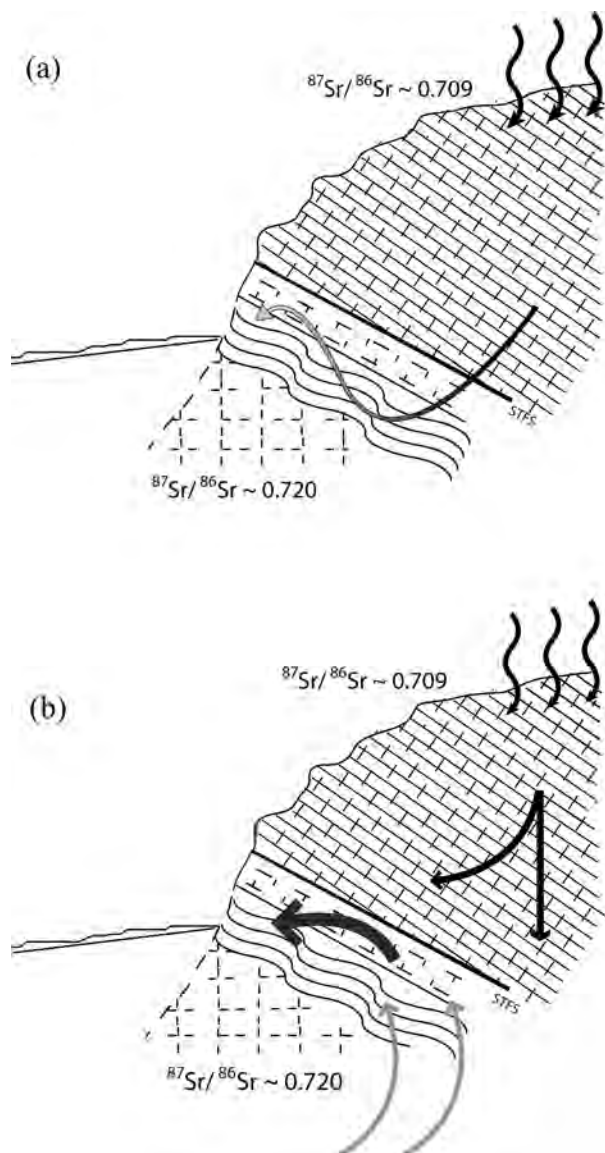 (a)
⁸⁷Sr/ ⁸⁶Sr ~ 0.709
STFS
⁸⁷Sr/ ⁸⁶Sr ~ 0.720
⁸⁷Sr/ ⁸⁶Sr ~ 0.709
(b)
STFS
⁸⁷Sr/ ⁸⁶Sr ~ 0.720